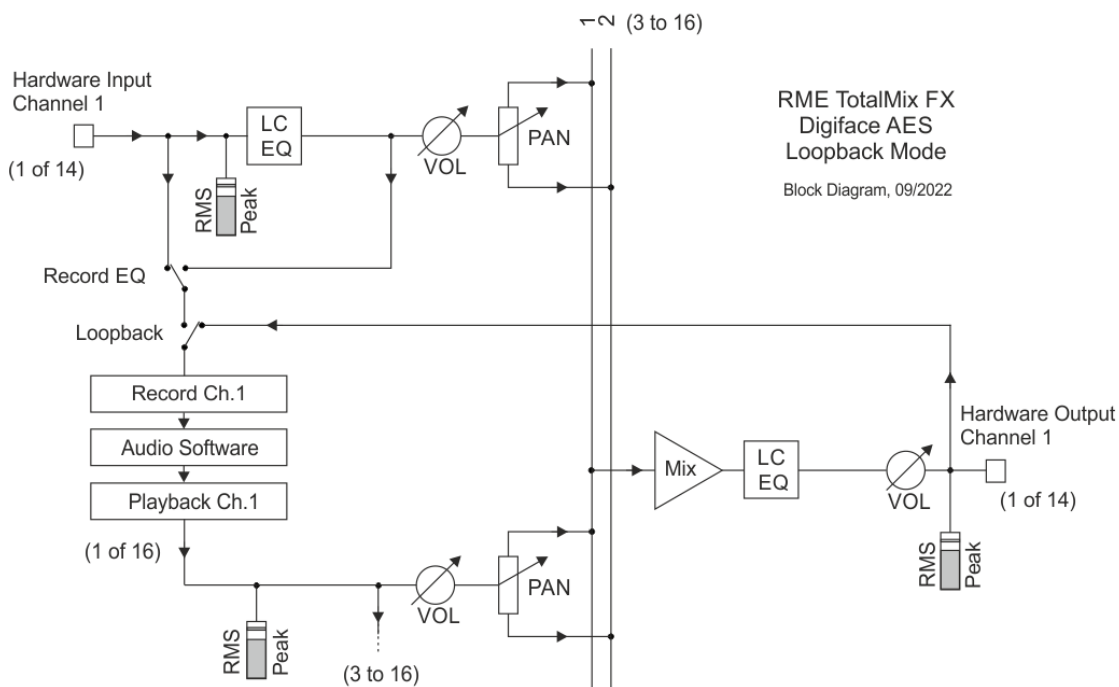 1
2
(3 to 16)
Hardware Input
Channel 1
(1 of 14)
LC
EQ
VOL
PAN
RMS
Peak
RME TotalMix FX
Digiface AES
Loopback Mode
Block Diagram, 09/2022
Record EQ
Loopback
Record Ch.1
Audio Software
Playback Ch.1
(1 of 16)
Mix
LC
EQ
VOL
Hardware Output
Channel 1
(1 of 14)
RMS
Peak
VOL
PAN
RMS
Peak
(3 to 16)